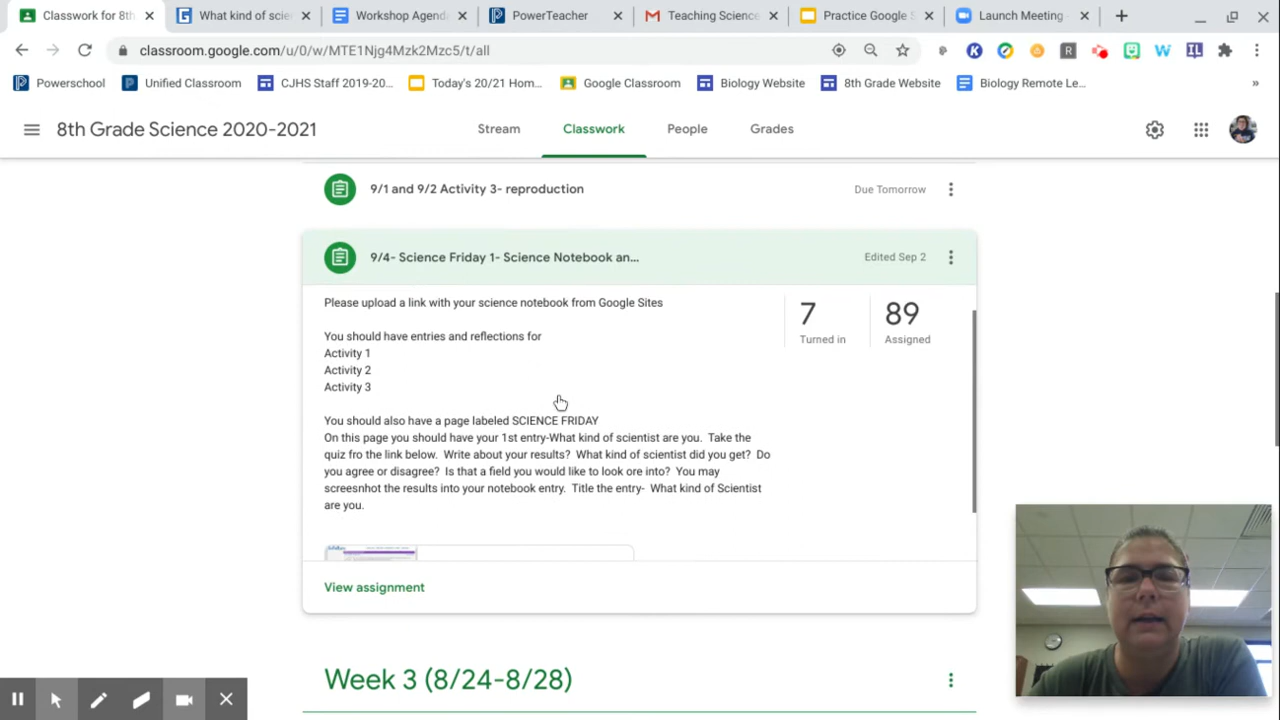 Classwork for 8th
What kind of scie
Workshop Agenda
PowerTeacher
Teaching Science
Practice Google S
Launch Meeting -
classroom.google.com/u/0/w/MTE1Njg4Mzk2Mzc5/t/all
Powerschool
Unified Classroom
CJHS Staff 2019-20...
Today's 20/21 Hom...
Google Classroom
Biology Website
8th Grade Website
Biology Remote Le...
8th Grade Science 2020-2021
Stream
Classwork
People
Grades
9/1 and 9/2 Activity 3- reproduction
Due Tomorrow
9/4- Science Friday 1- Science Notebook an...
Edited Sep 2
Please upload a link with your science notebook from Google Sites
You should have entries and reflections for
Activity 1
Activity 2
Activity 3
You should also have a page labeled SCIENCE FRIDAY
On this page you should have your 1st entry-What kind of scientist are you. Take the
quiz fro the link below. Write about your results? What kind of scientist did you get? Do
you agree or disagree? Is that a field you would like to look ore into? You may
screesnhot the results into your notebook entry. Title the entry- What kind of Scientist
are you.
7
Turned in
89
Assigned
View assignment
Week 3 (8/24-8/28)